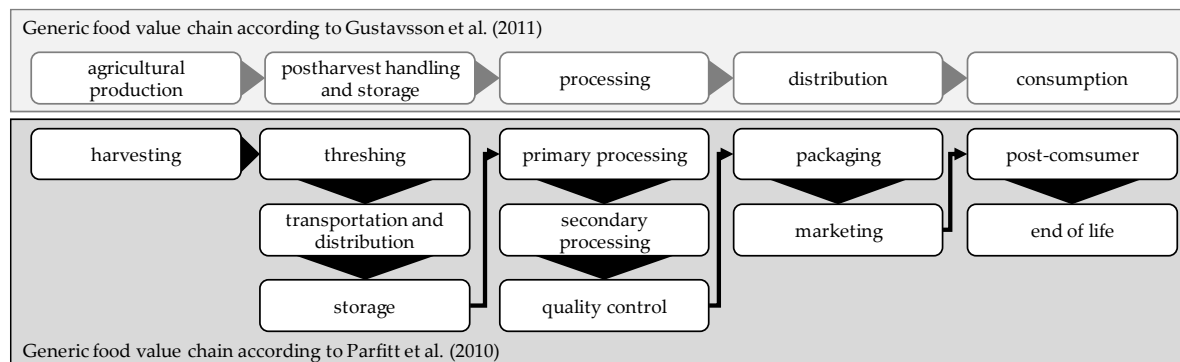 Generic food value chain according to Gustavsson et al. (2011)
agricultural
production
postharvest handling
and storage
processing
distribution
consumption
harvesting
threshing
primary processing
packaging
post-comsumer
transportation and
distribution
secondary
processing
marketing
end of life
storage
quality control
Generic food value chain according to Parfitt et al. (2010)